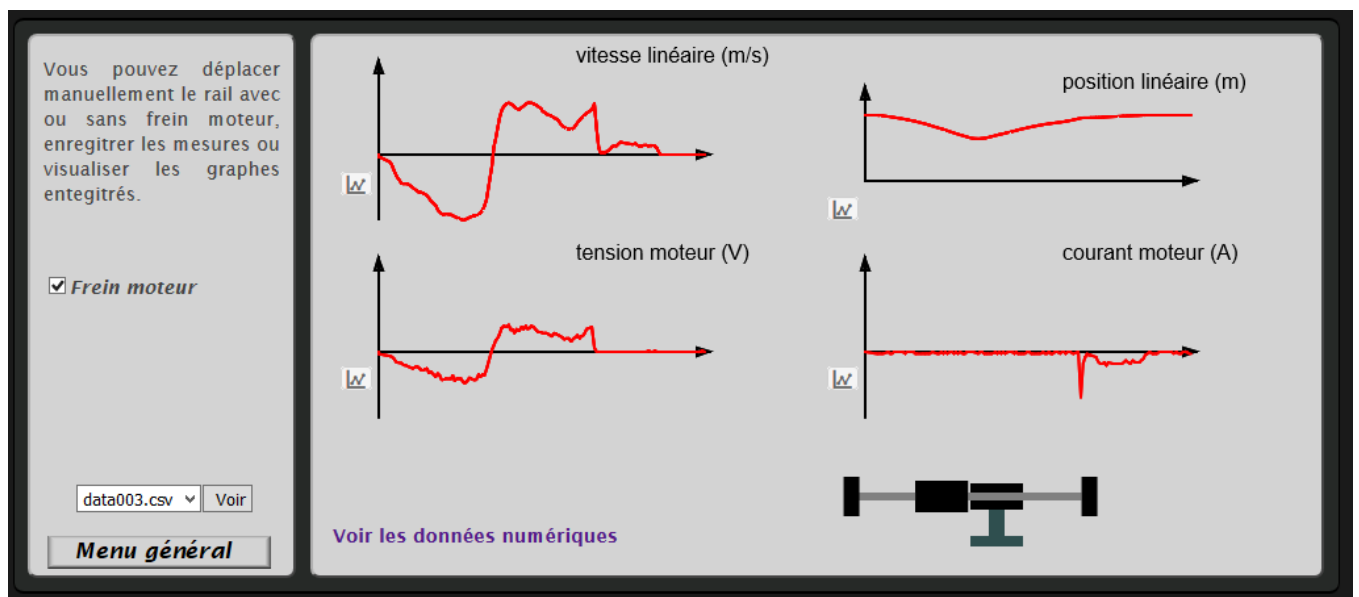 Vous pouvez déplacer
manuellement le rail avec
ou sans frein moteur,
enregitrer les mesures ou
visualiser les graphes
entegitrés.
Frein moteur
data003.csv Voir
Menu général
vitesse linéaire (m/s)
position linéaire (m)
tension moteur (V)
courant moteur (A)
Voir les données numériques